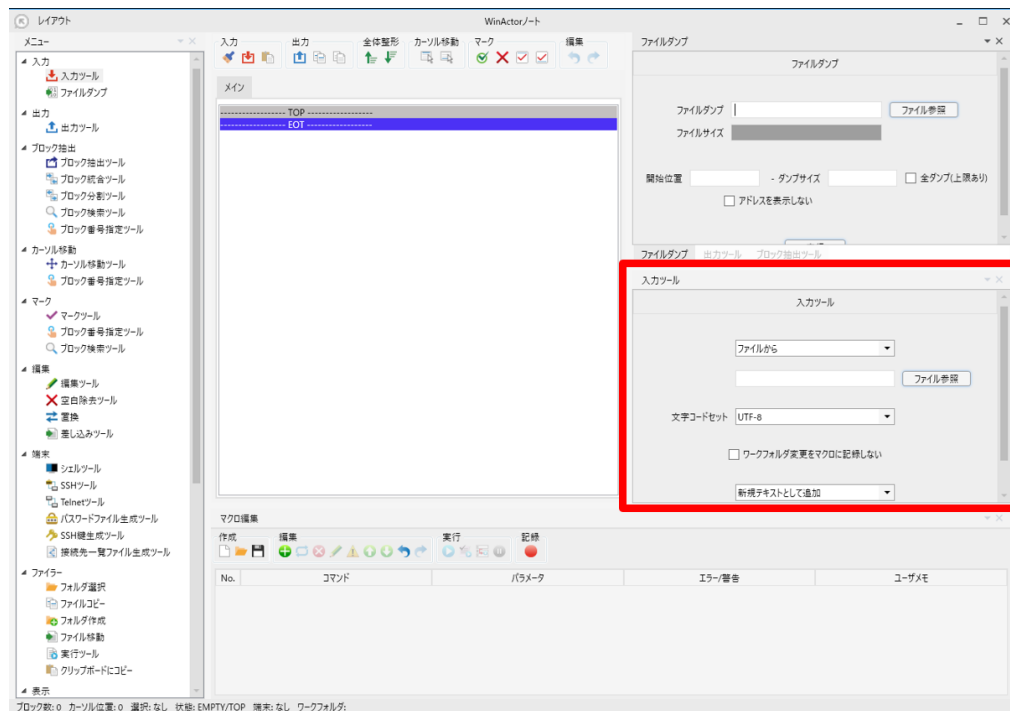 レイアウト
WinActorノート
メニュー
入力
入力ツール
ファイルダンプ
出力
出力ツール
ブロック抽出
ブロック抽出ツール
ブロック統合ツール
ブロック分割ツール
ブロック検索ツール
ブロック番号指定ツール
カーソル移動
カーソル移動ツール
ブロック番号指定ツール
マーク
マークツール
ブロック番号指定ツール
ブロック検索ツール
編集
編集ツール
空白除去ツール
置換
差し込みツール
端末
シェルツール
SSHツール
Telnetツール
パスワードファイル生成ツール
SSH鍵生成ツール
接続先一覧ファイル生成ツール
ファイラー
フォルダ選択
ファイルコピー
フォルダ作成
ファイル移動
実行ツール
クリップボードにコピー
表示
入力 出力 全体整形 カーソル移動 マーク 編集
メイン
------------------ TOP ------------------
------------------ EOT ------------------
ファイルダンプ
ファイルダンプ
ファイルダンプ ファイル参照
ファイルサイズ
開始位置 - ダンプサイズ 全ダンプ(上限あり)
アドレスを表示しない
ファイルダンプ 出力ツール ブロック抽出ツール
入力ツール
入力ツール
ファイルから
ファイル参照
文字コードセット UTF-8
ワークフォルダ変更をマクロに記録しない
新規テキストとして追加
マクロ編集
作成 編集 実行 記録
No. コマンド パラメータ エラー/警告 ユーザメモ
ブロック数: 0 カーソル位置: 0 選択: なし 状態: EMPTY/TOP 端末: なし ワークフォルダ: